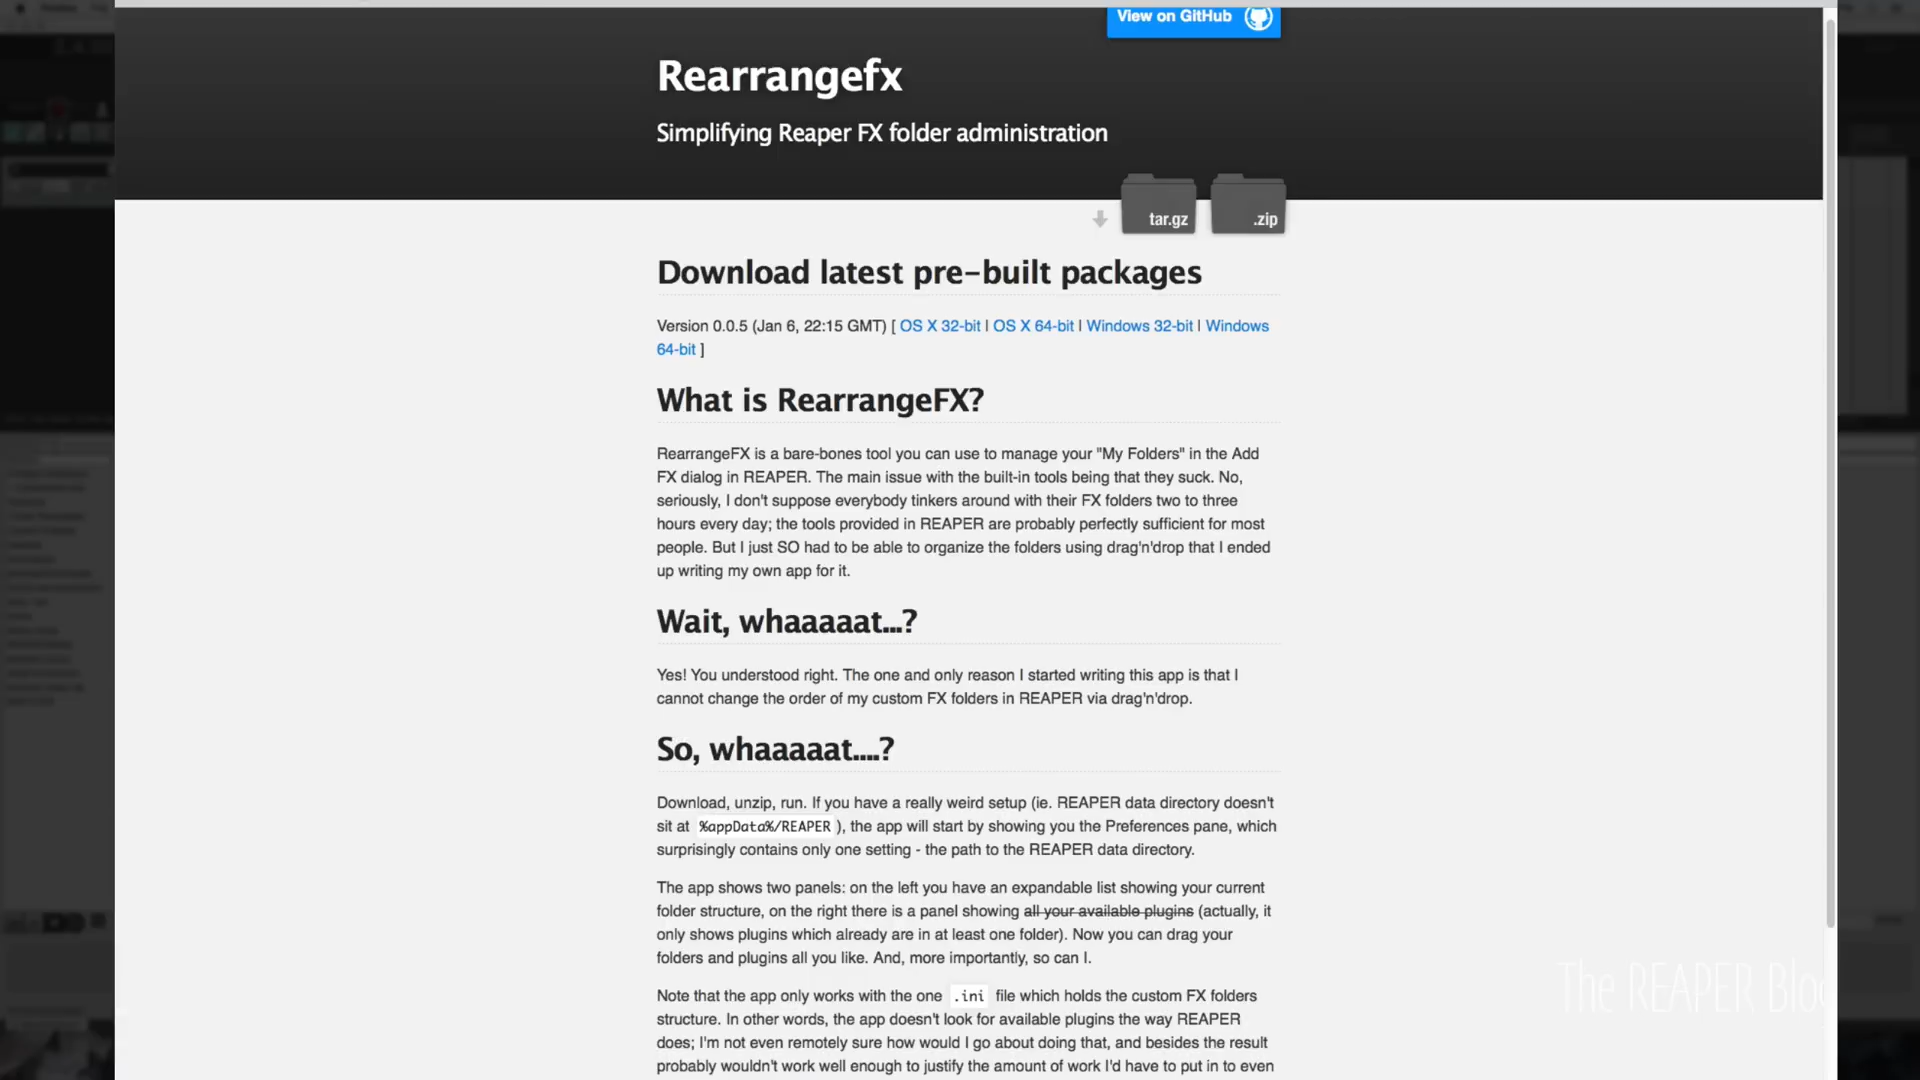 View on GitHub
Rearrangefx
Simplifying Reaper FX folder administration
tar.gz
.zip
Download latest pre-built packages
Version 0.0.5 (Jan 6, 22:15 GMT) [ OS X 32-bit | OS X 64-bit | Windows 32-bit | Windows
64-bit ]
What is RearrangeFX?
RearrangeFX is a bare-bones tool you can use to manage your "My Folders" in the Add
FX dialog in REAPER. The main issue with the built-in tools being that they suck. No,
seriously, I don't suppose everybody tinkers around with their FX folders two to three
hours every day; the tools provided in REAPER are probably perfectly sufficient for most
people. But I just SO had to be able to organize the folders using drag'n'drop that I ended
up writing my own app for it.
Wait, whaaaaat...?
Yes! You understood right. The one and only reason I started writing this app is that I
cannot change the order of my custom FX folders in REAPER via drag'n'drop.
So, whaaaaat....?
Download, unzip, run. If you have a really weird setup (ie. REAPER data directory doesn't
sit at %appData%/REAPER ), the app will start by showing you the Preferences pane, which
surprisingly contains only one setting - the path to the REAPER data directory.
The app shows two panels: on the left you have an expandable list showing your current
folder structure, on the right there is a panel showing all your available plugins (actually, it
only shows plugins which already are in at least one folder). Now you can drag your
folders and plugins all you like. And, more importantly, so can I.
Note that the app only works with the one .ini file which holds the custom FX folders
structure. In other words, the app doesn't look for available plugins the way REAPER
does; I'm not even remotely sure how would I go about doing that, and besides the result
probably wouldn't work well enough to justify the amount of work I'd have to put in to even
The REAPER Blog